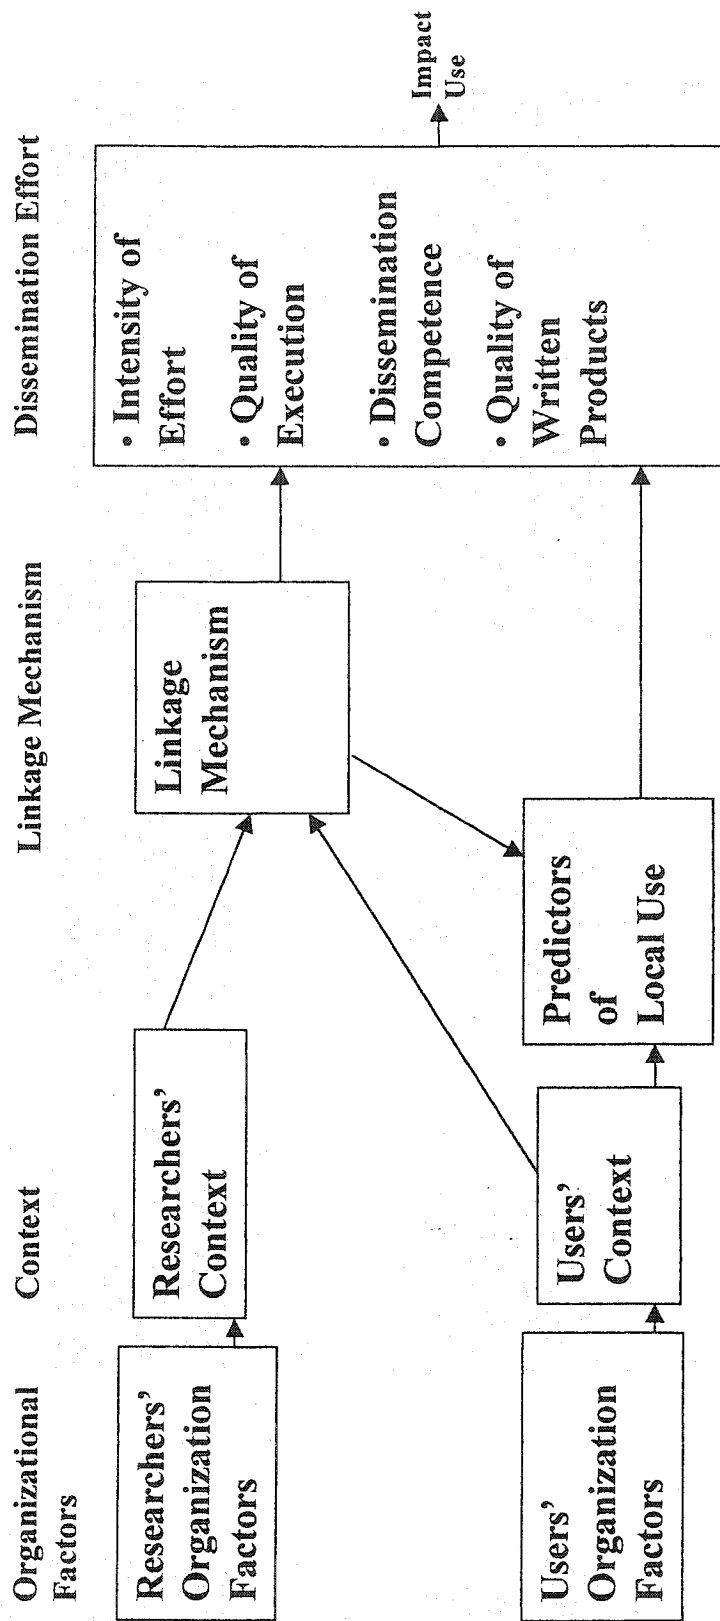 Organizational
Factors
Context
Linkage Mechanism
Dissemination Effort
Researchers’
Organization
Factors
Researchers’
Context
Linkage
Mechanism
• Intensity of
Effort
• Quality of
Execution
• Dissemination
Competence
• Quality of
Written
Products
Impact
Use
Users’
Organization
Factors
Users’
Context
Predictors
of
Local Use